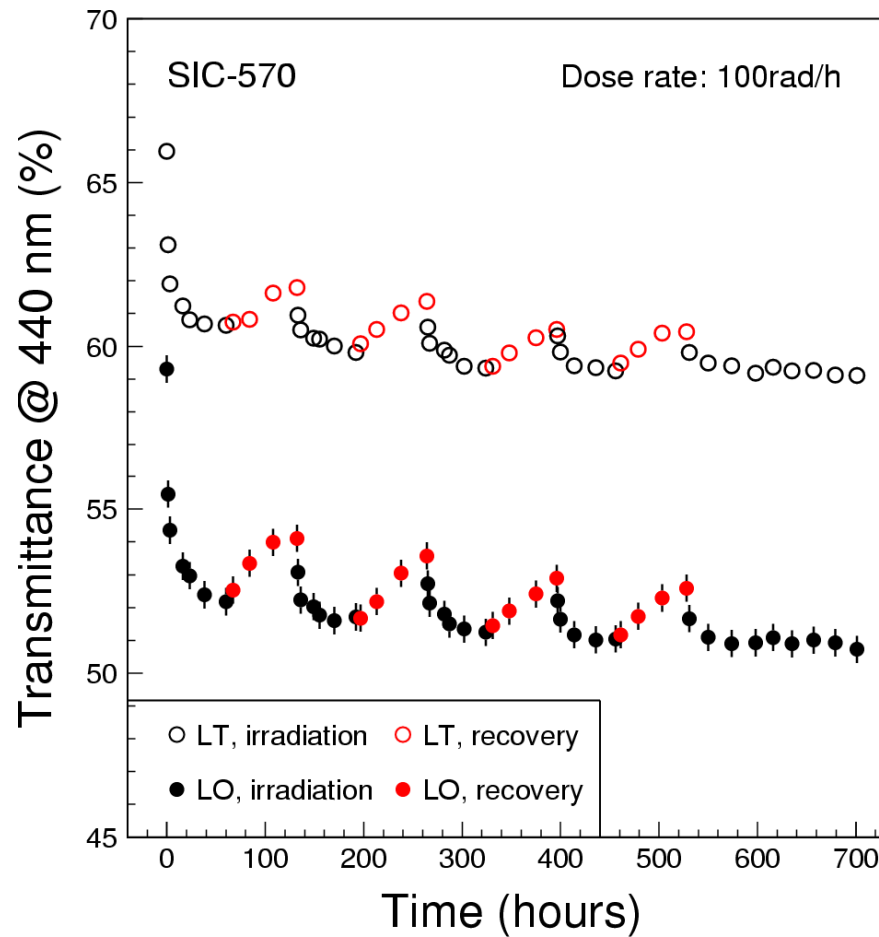 SIC-570 Dose rate: 100rad/h
Transmittance @ 440 nm (%)
70
65
60
55
50
45
LT, irradiation LT, recovery
LO, irradiation LO, recovery
0 100 200 300 400 500 600 700
Time (hours)